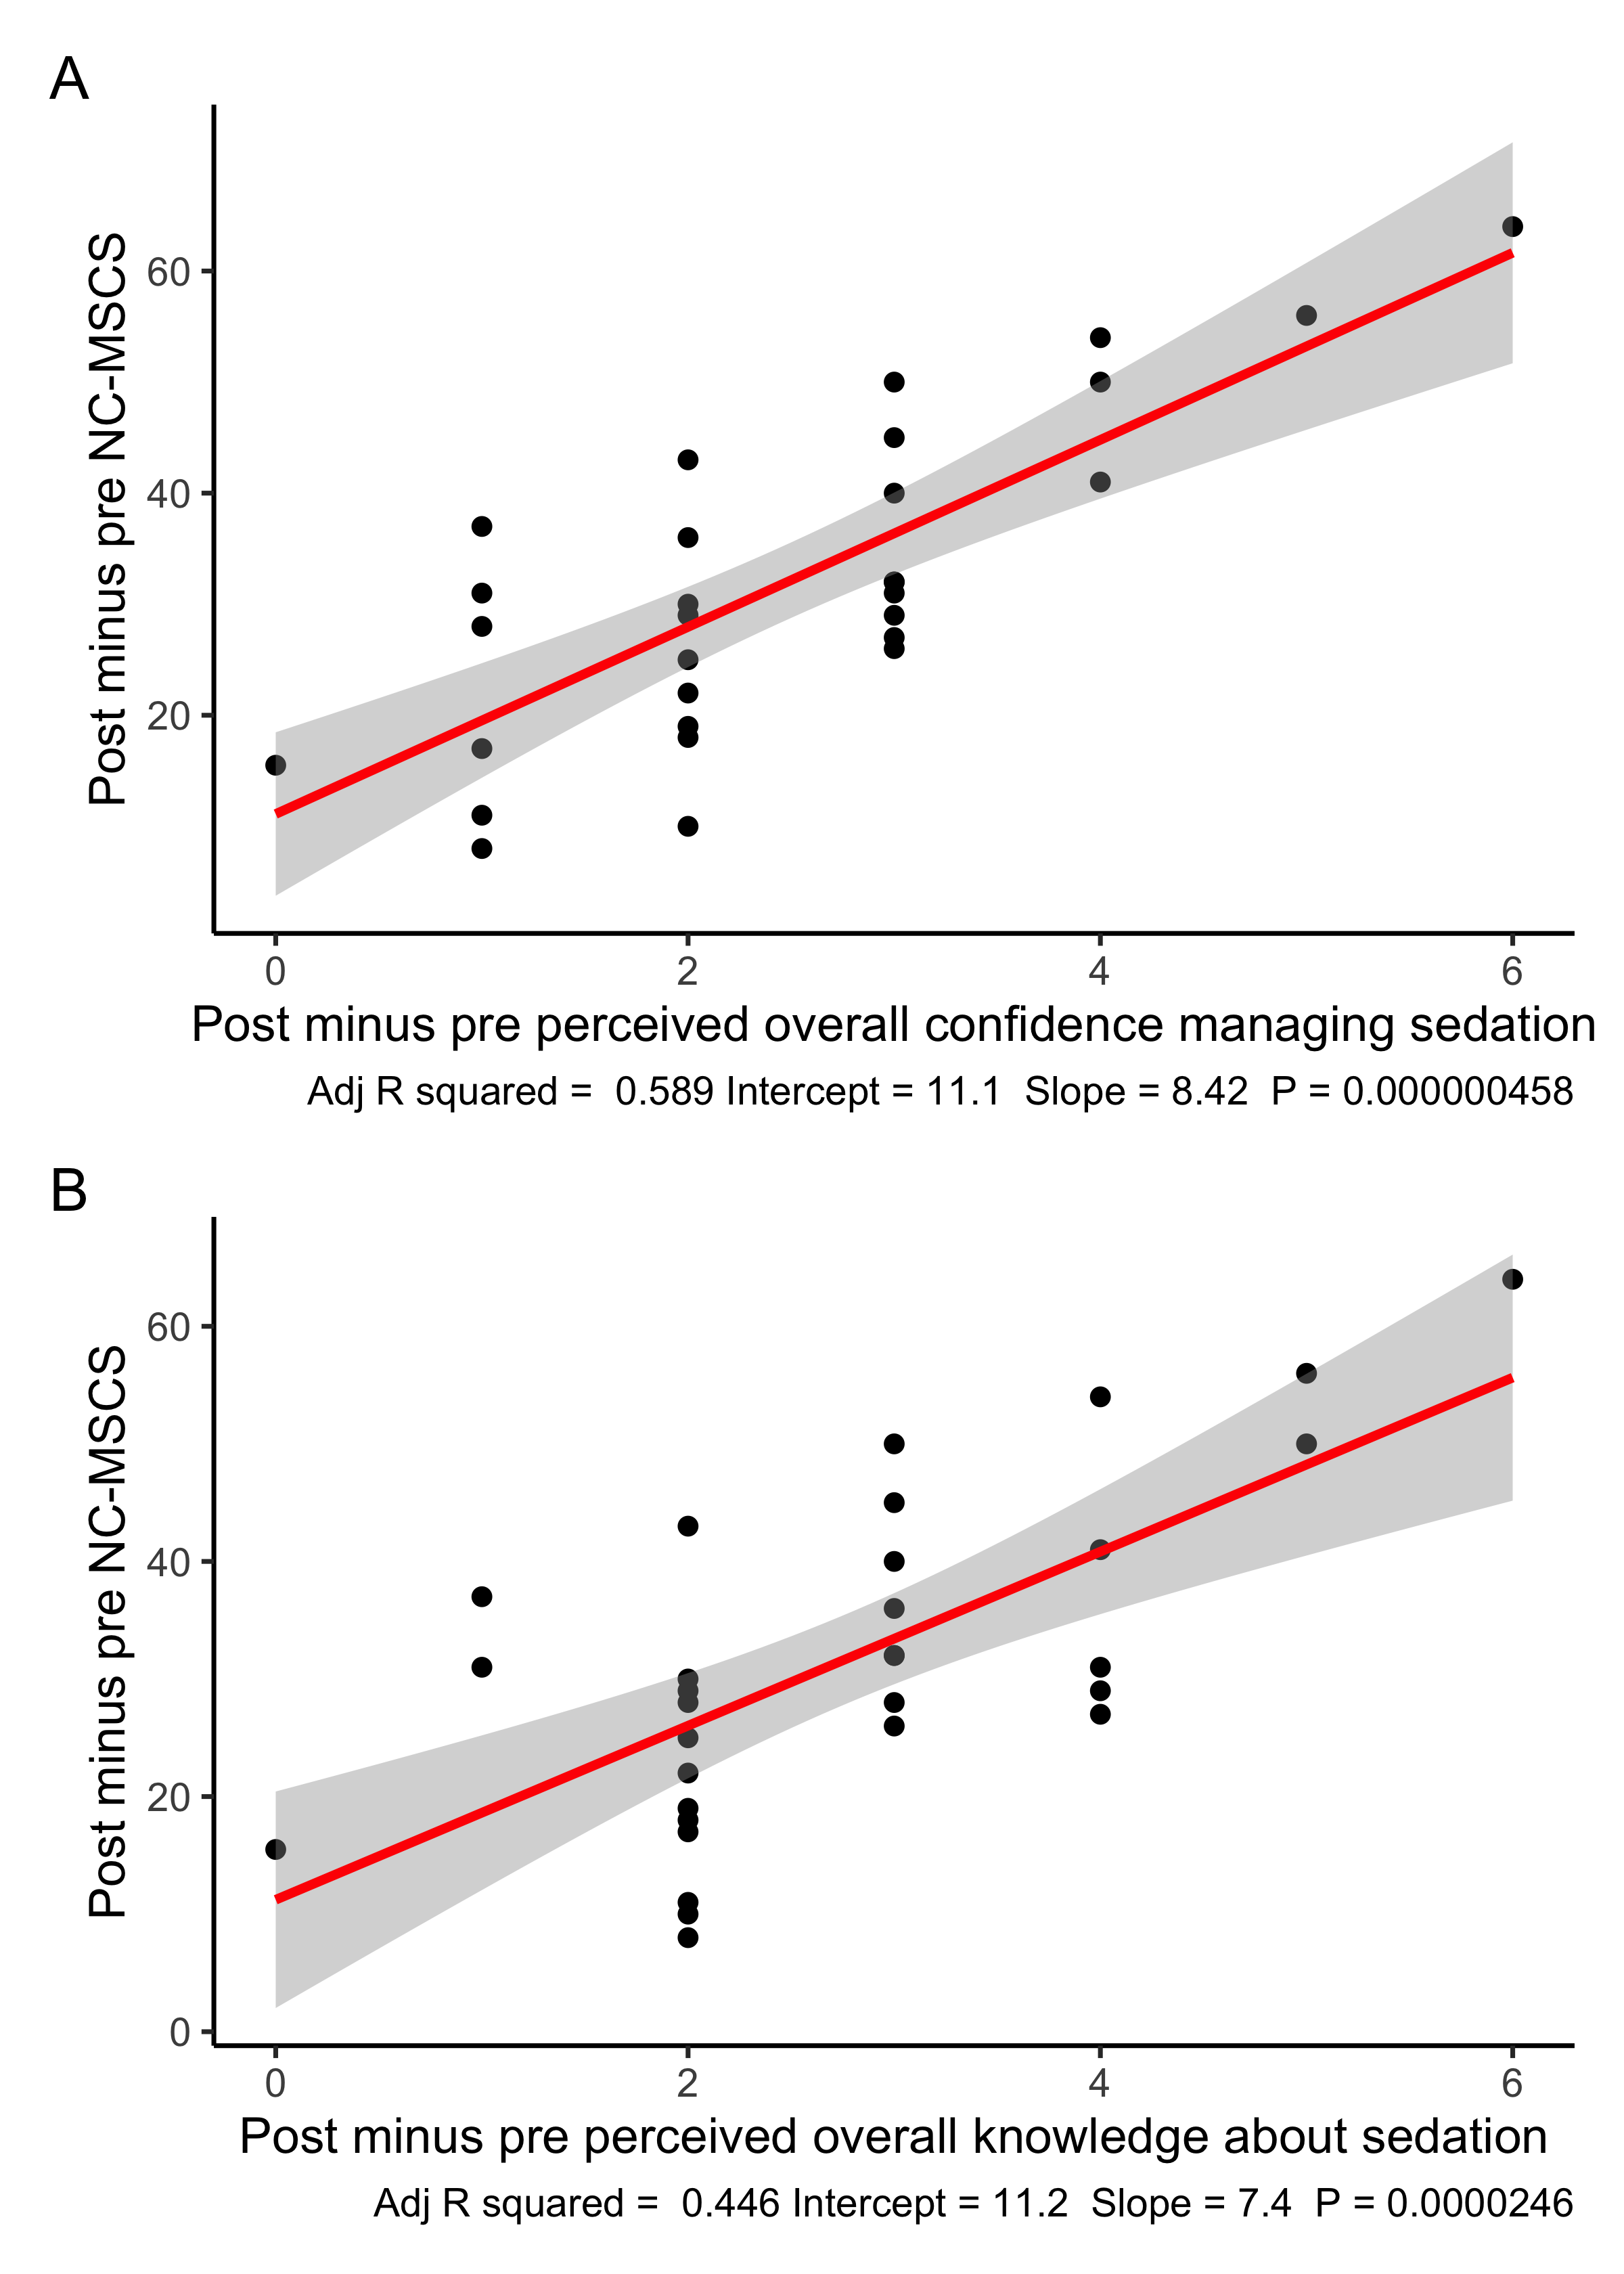 A
Post minus pre NC-MSCS
60
40
20
0
2
4
6
Post minus pre perceived overall confidence managing sedation
Adj R squared =  0.589 Intercept = 11.1  Slope = 8.42  P = 0.000000458
B
Post minus pre NC-MSCS
60
40
20
0
0
2
4
6
Post minus pre perceived overall knowledge about sedation
Adj R squared =  0.446 Intercept = 11.2  Slope = 7.4  P = 0.0000246